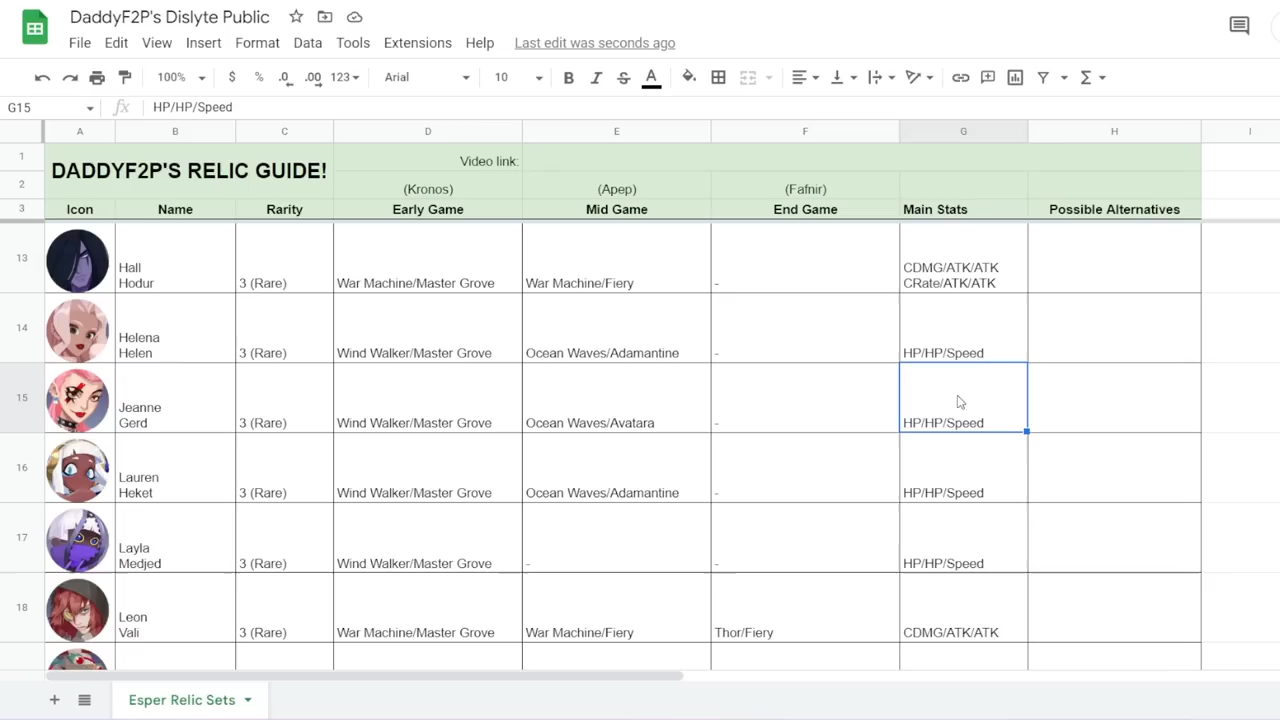 DaddyF2P's Dislyte Public
File Edit View Insert Format Data Tools Extensions Help Last edit was seconds ago
100% $ % .0 .00 123 Arial 10 B I S A
G15 fx HP/HP/Speed
A B C D E F G H I
1 DADDYF2P'S RELIC GUIDE! Video link:
2 (Kronos) (Apep) (Fafnir)
3 Icon Name Rarity Early Game Mid Game End Game Main Stats Possible Alternatives
13 Hall CDMG/ATK/ATK
Hodur 3 (Rare) War Machine/Master Grove War Machine/Fiery - CRate/ATK/ATK
14 Helena
Helen 3 (Rare) Wind Walker/Master Grove Ocean Waves/Adamantine - HP/HP/Speed
15 Jeanne
Gerd 3 (Rare) Wind Walker/Master Grove Ocean Waves/Avatara - HP/HP/Speed
16 Lauren
Heket 3 (Rare) Wind Walker/Master Grove Ocean Waves/Adamantine - HP/HP/Speed
17 Layla
Medjed 3 (Rare) Wind Walker/Master Grove - - HP/HP/Speed
18 Leon
Vali 3 (Rare) War Machine/Master Grove War Machine/Fiery Thor/Fiery CDMG/ATK/ATK
Esper Relic Sets